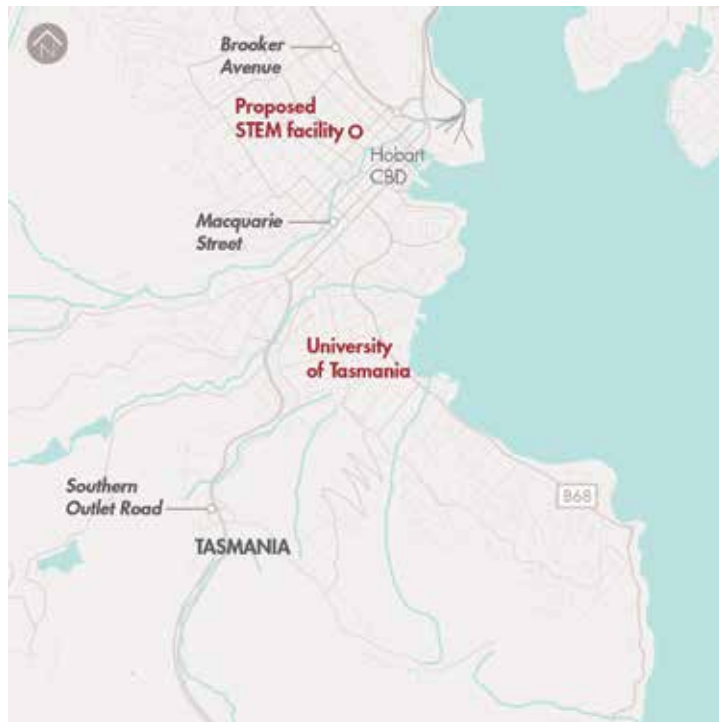 N
Brooker
Avenue
Proposed
STEM facility
Hobart
CBD
Macquarie
Street
University
of Tasmania
Southern
Outlet Road
B68
TASMANIA